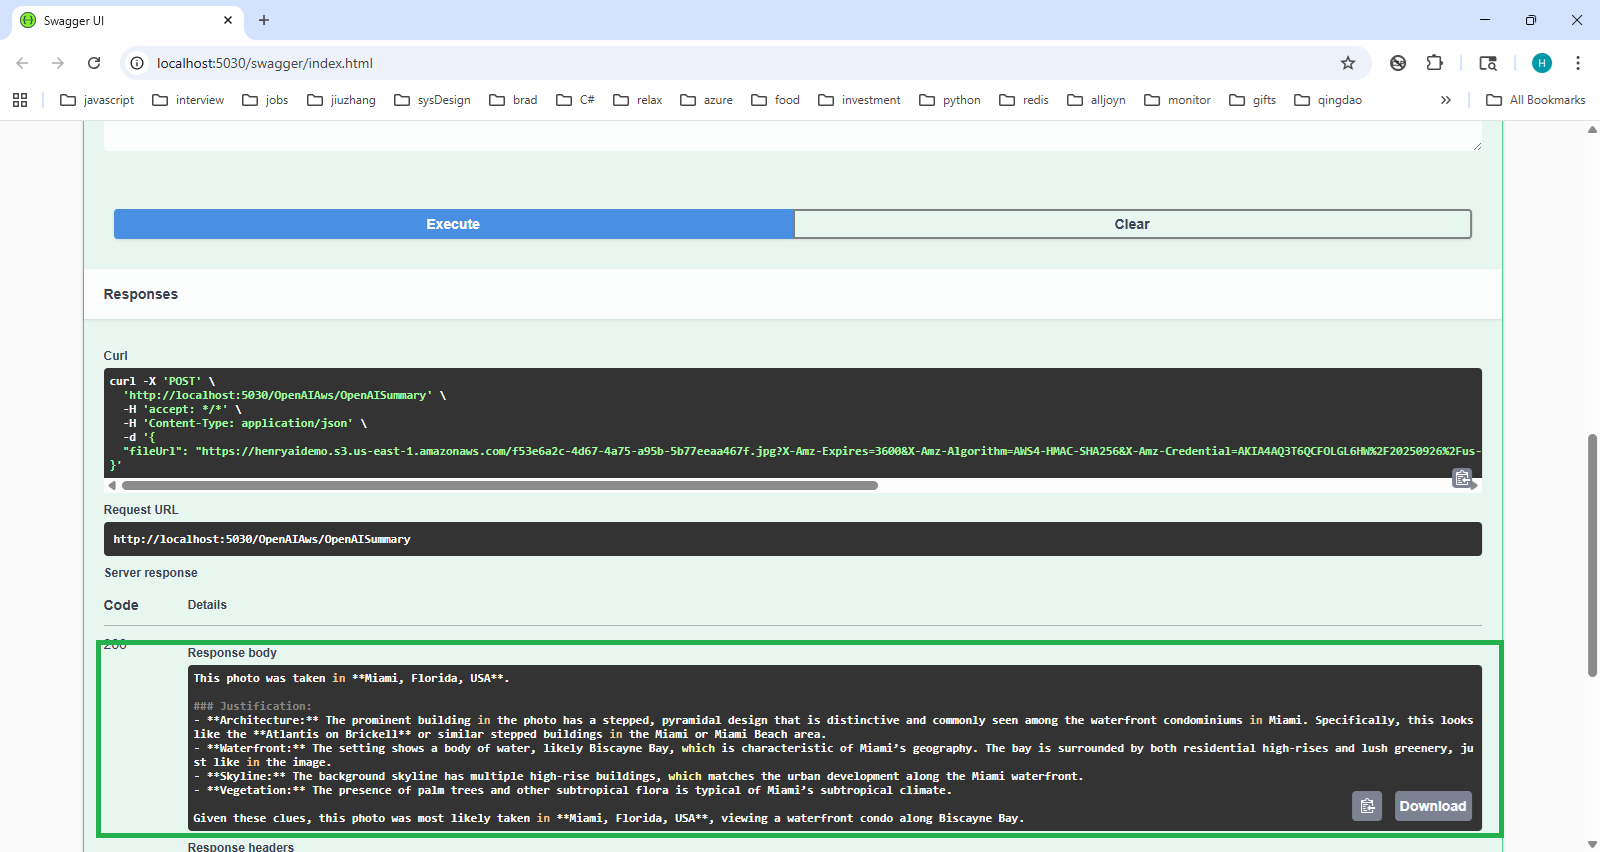 Swagger UI
localhost:5030/swagger/index.html
H
javascript interview jobs jiuzhang sysDesign brad C# relax azure food investment python redis alljoyn monitor gifts qingdao » All Bookmarks
Execute Clear
Responses
Curl
curl -X 'POST' \
'http://localhost:5030/OpenAIAws/OpenAISummary' \
-H 'accept: */*' \
-H 'Content-Type: application/json' \
-d '{
"fileUrl": "https://henryaidemo.s3.us-east-1.amazonaws.com/f53e6a2c-4d67-4a75-a95b-5b77eeaa467f.jpg?X-Amz-Expires=3600&X-Amz-Algorithm=AWS4-HMAC-SHA256&X-Amz-Credential=AKIA4AQ3T6QCFOLGL6HW%2F20250926%2Fus-
}'
Request URL
http://localhost:5030/OpenAIAws/OpenAISummary
Server response
Code Details
200
Response body
This photo was taken in **Miami, Florida, USA**.
### Justification:
- **Architecture:** The prominent building in the photo has a stepped, pyramidal design that is distinctive and commonly seen among the waterfront condominiums in Miami. Specifically, this looks
like the **Atlantis on Brickell** or similar stepped buildings in the Miami or Miami Beach area.
- **Waterfront:** The setting shows a body of water, likely Biscayne Bay, which is characteristic of Miami’s geography. The bay is surrounded by both residential high-rises and lush greenery, ju
st like in the image.
- **Skyline:** The background skyline has multiple high-rise buildings, which matches the urban development along the Miami waterfront.
- **Vegetation:** The presence of palm trees and other subtropical flora is typical of Miami’s subtropical climate.
Download
Given these clues, this photo was most likely taken in **Miami, Florida, USA**, viewing a waterfront condo along Biscayne Bay.
Response headers